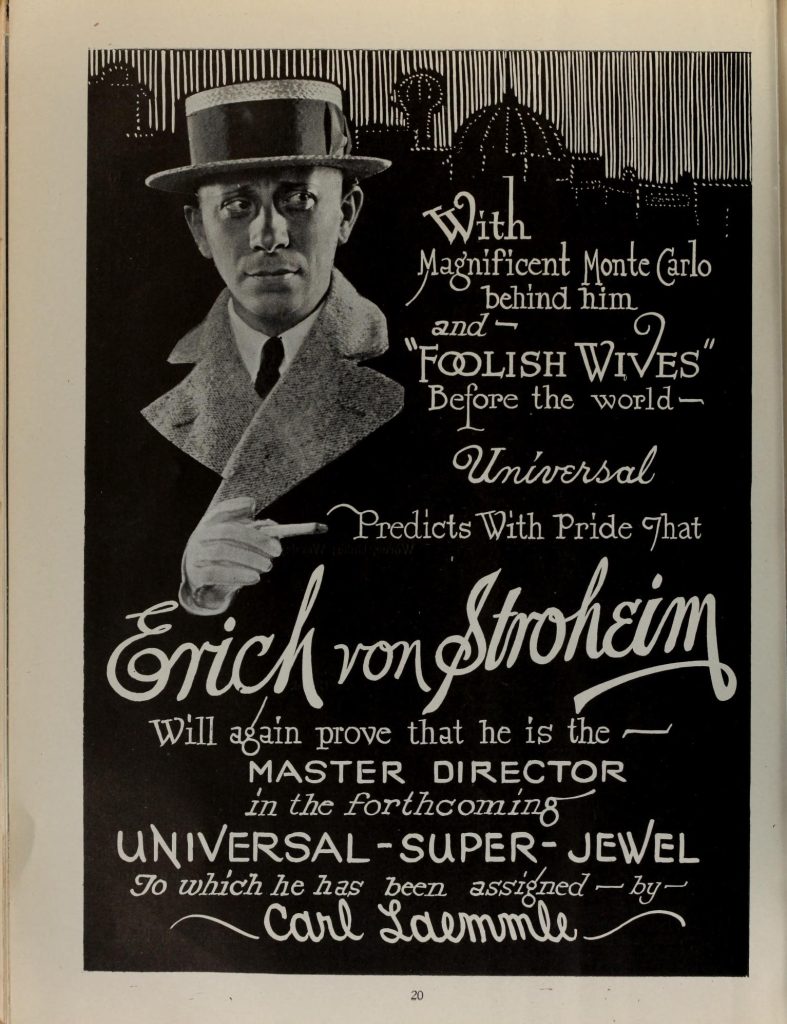 With
Magnificent Monte Carlo
behind him
and -
"FOOLISH WIVES"
Before the world -
Universal
Predicts With Pride That
Erich von Stroheim
Will again prove that he is the -
MASTER DIRECTOR
in the forthcoming
UNIVERSAL - SUPER - JEWEL
To which he has been assigned - by -
Carl Laemmle
20